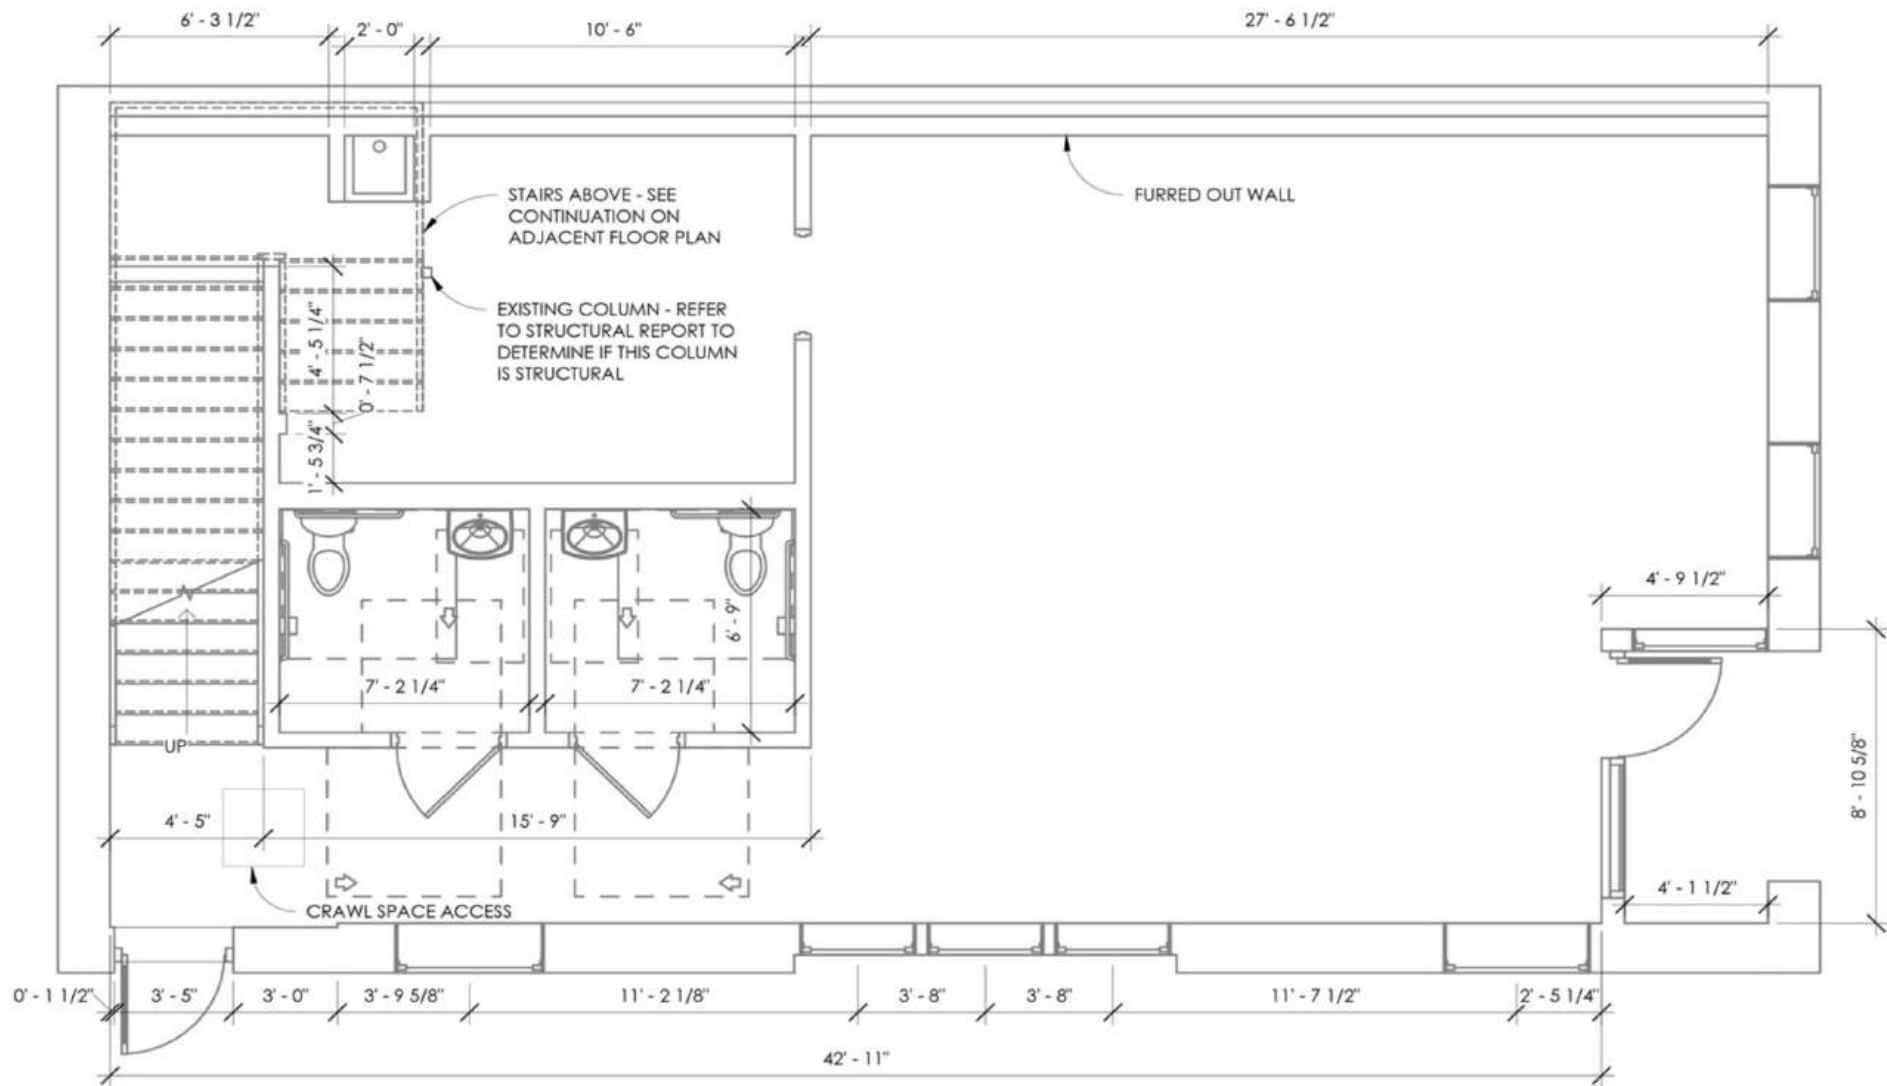 6' - 3 1/2"
2' - 0"
10' - 6"
27' - 6 1/2"
STAIRS ABOVE - SEE
CONTINUATION ON
ADJACENT FLOOR PLAN
FURRED OUT WALL
EXISTING COLUMN - REFER
TO STRUCTURAL REPORT TO
DETERMINE IF THIS COLUMN
IS STRUCTURAL
4' - 5 1/4"
0' - 7 1/2"
1' - 5 3/4"
6' - 9"
4' - 9 1/2"
7' - 2 1/4"
7' - 2 1/4"
UP
8' - 10 5/8"
4' - 5"
15' - 9"
4' - 1 1/2"
CRAWL SPACE ACCESS
0' - 1 1/2"
3' - 5"
3' - 0"
3' - 9 5/8"
11' - 2 1/8"
3' - 8"
3' - 8"
11' - 7 1/2"
2' - 5 1/4"
42' - 11"